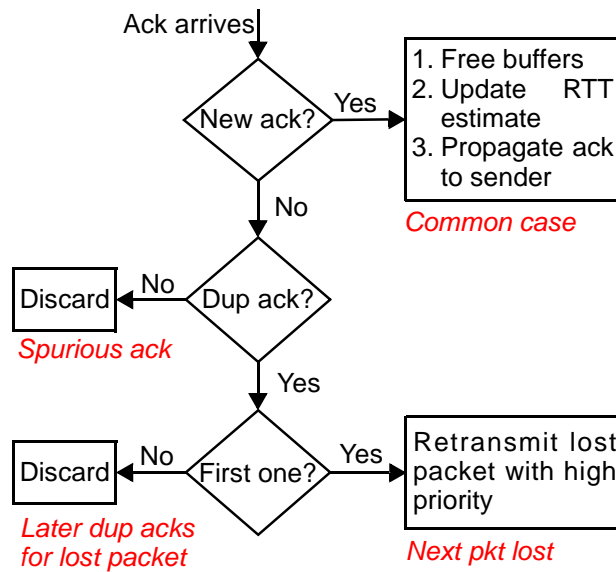 Ack arrives
New ack?
Yes
1. Free buffers
2. Update RTT
estimate
3. Propagate ack
to sender
Common case
No
Dup ack?
No
Discard
Spurious ack
Yes
First one?
No
Discard
Later dup acks
for lost packet
Yes
Retransmit lost
packet with high
priority
Next pkt lost